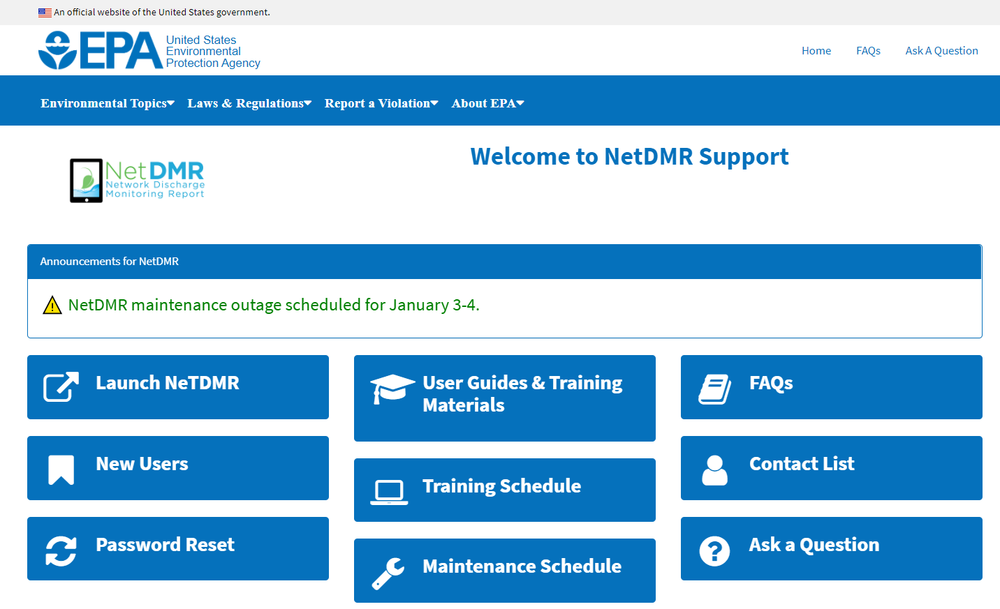 An official website of the United States government.
EPA
United States
Environmental
Protection Agency
Home FAQs Ask A Question
Environmental Topics Laws & Regulations Report a Violation About EPA
Welcome to NetDMR Support
NetDMR
Network Discharge
Monitoring Report
Announcements for NetDMR
NetDMR maintenance outage scheduled for January 3-4.
Launch NeTDMR
User Guides & Training
Materials
FAQs
New Users
Training Schedule
Contact List
Password Reset
Maintenance Schedule
Ask a Question